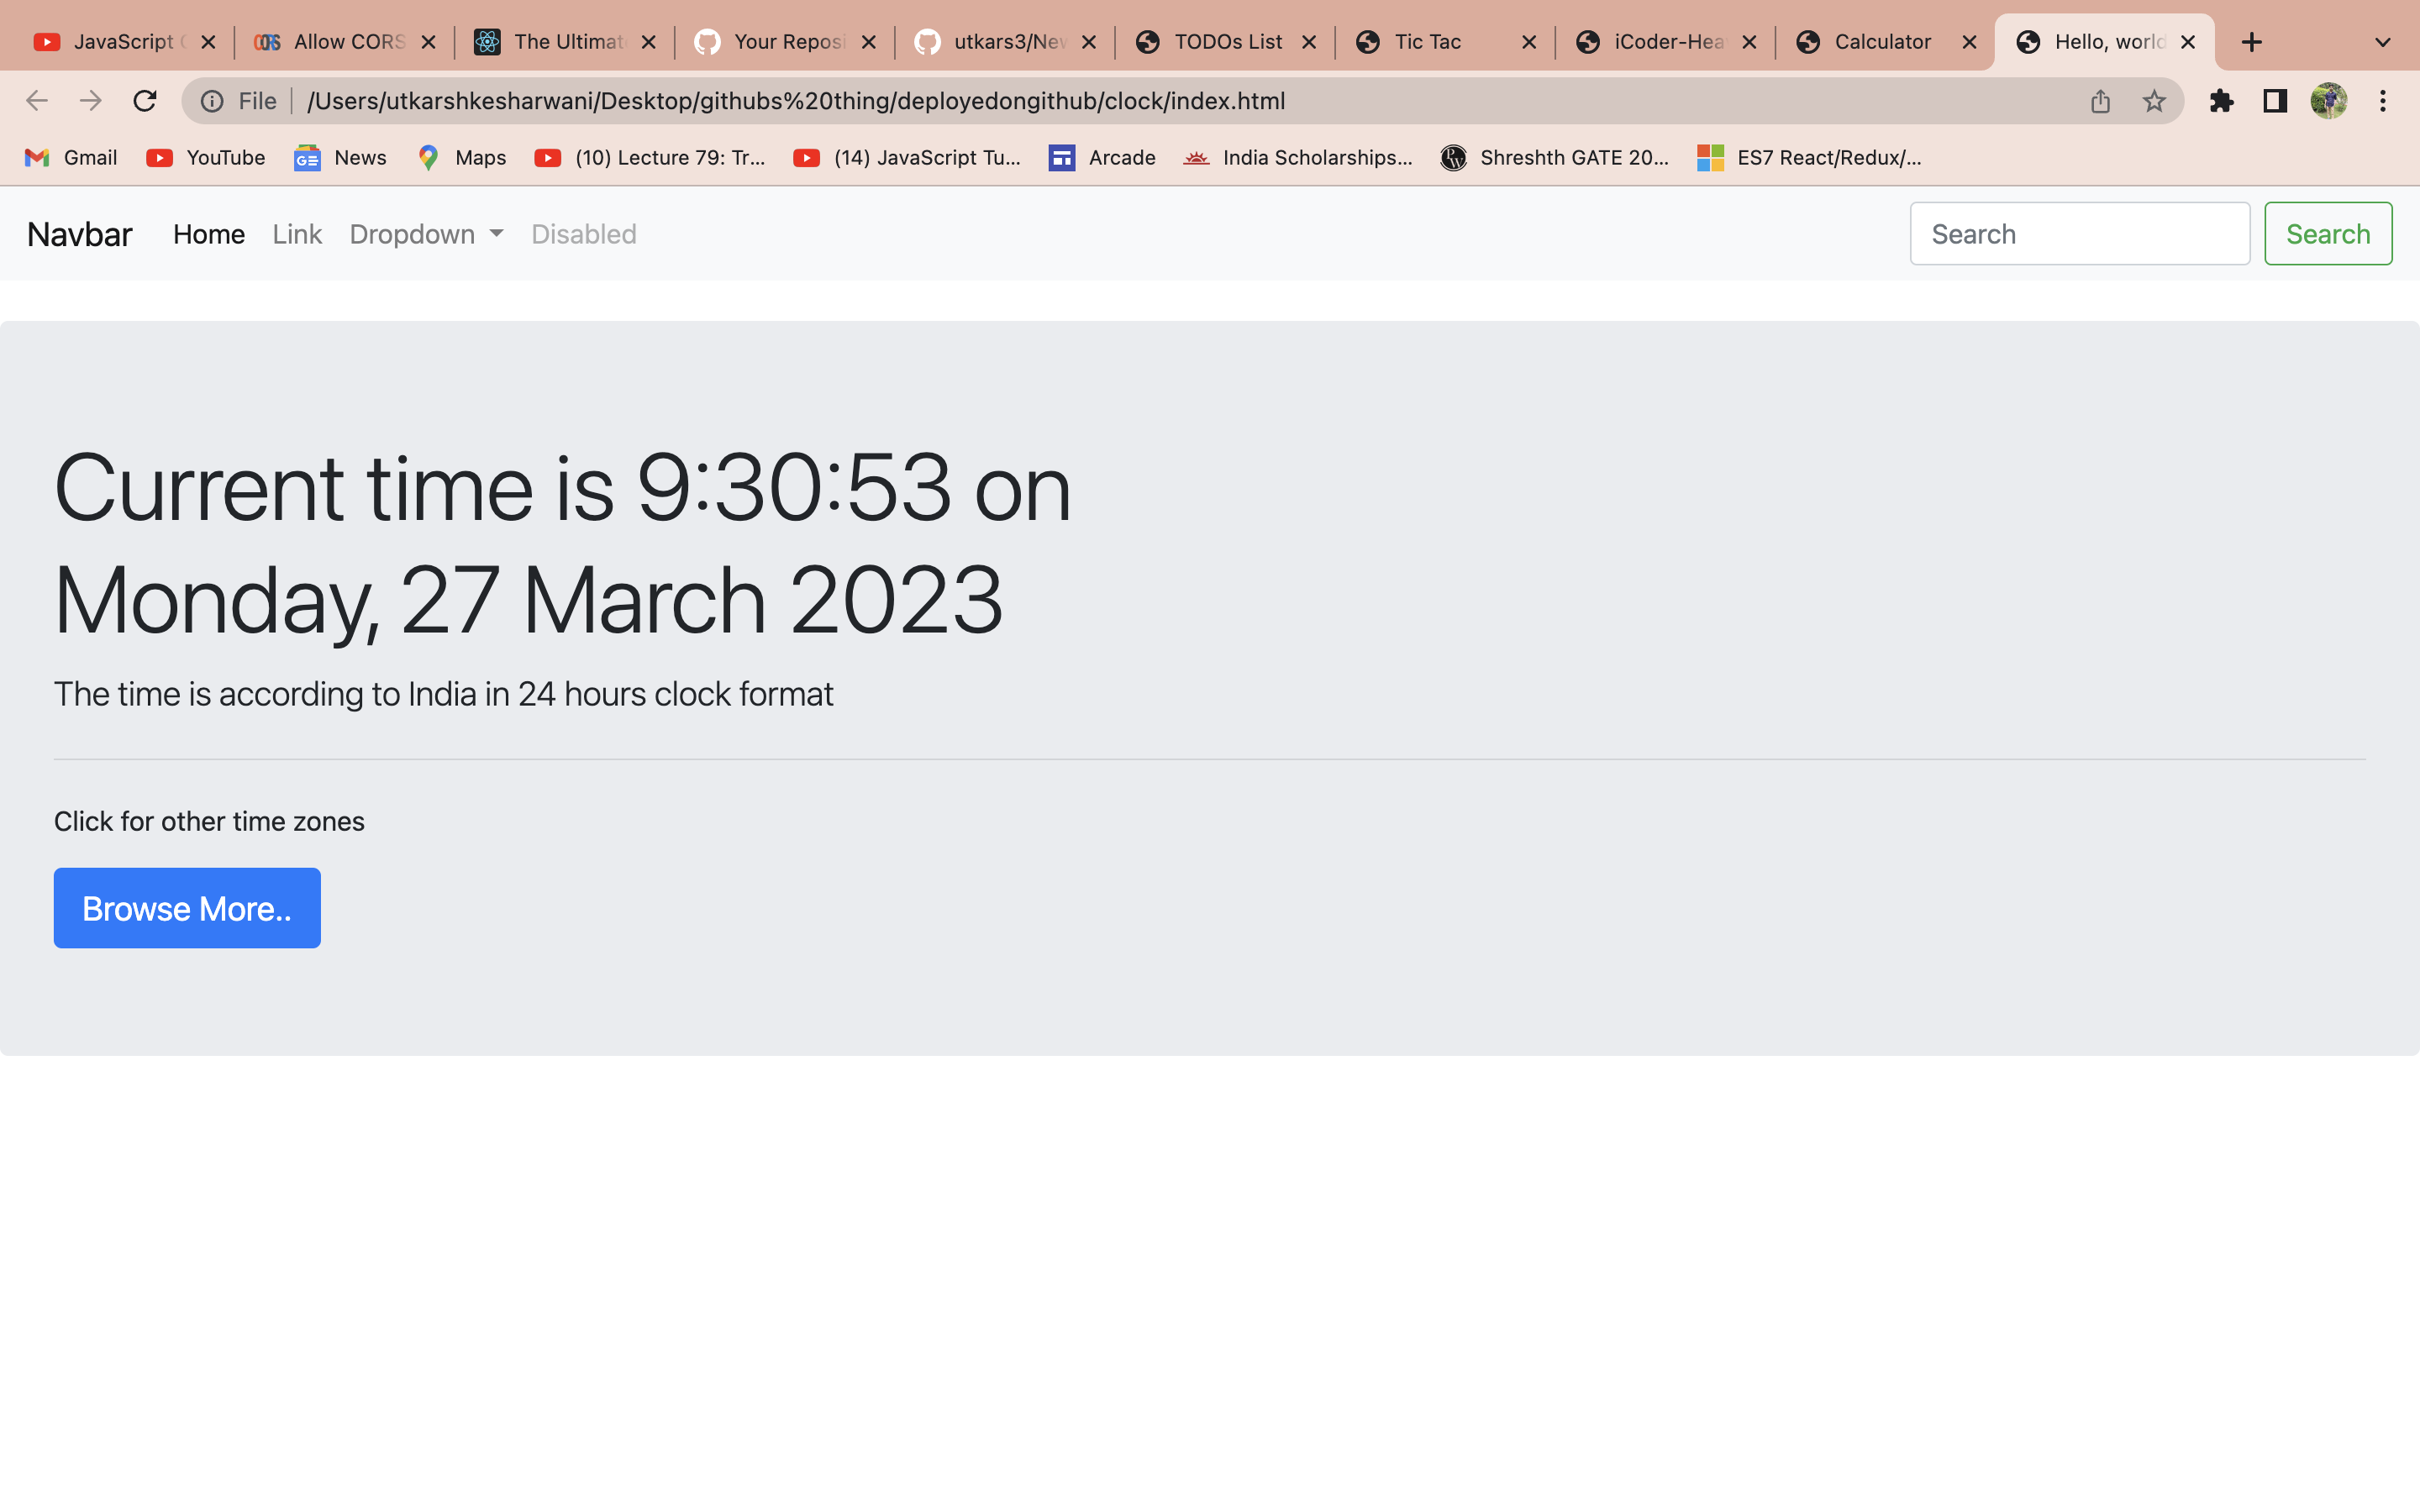 JavaScript
Allow CORS
The Ultimat
Your Reposi
utkars3/Nev
TODOs List
Tic Tac
iCoder-Hea
Calculator
Hello, world
File
/Users/utkarshkesharwani/Desktop/githubs%20thing/deployedongithub/clock/index.html
Gmail
YouTube
News
Maps
(10) Lecture 79: Tr...
(14) JavaScript Tu...
Arcade
India Scholarships...
Shreshth GATE 20...
ES7 React/Redux/...
Navbar
Home
Link
Dropdown
Disabled
Search
Search
Current time is 9:30:53 on
Monday, 27 March 2023
The time is according to India in 24 hours clock format
Click for other time zones
Browse More..